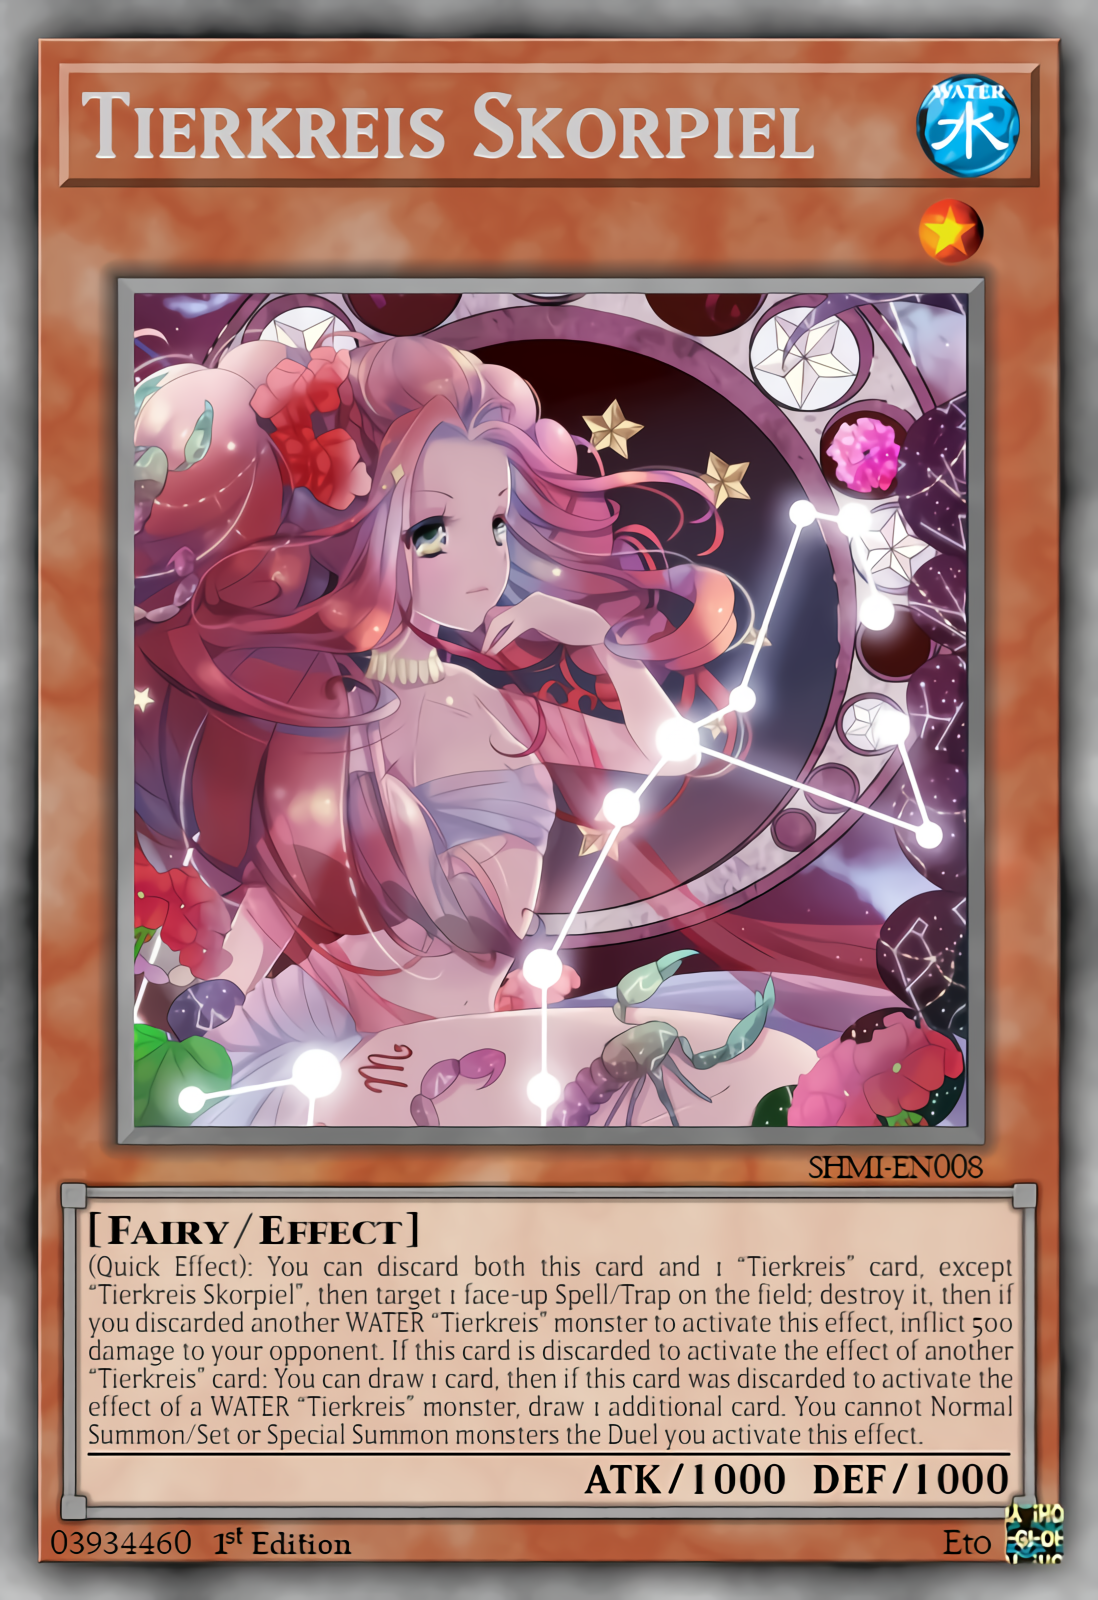 Tierkreis Skorpiel
WATER
水
SHMI-EN008
[Fairy/Effect]
(Quick Effect): You can discard both this card and 1 “Tierkreis” card, except
“Tierkreis Skorpiel”, then target 1 face-up Spell/Trap on the field; destroy it, then if
you discarded another WATER “Tierkreis” monster to activate this effect, inflict 500
damage to your opponent. If this card is discarded to activate the effect of another
“Tierkreis” card: You can draw 1 card, then if this card was discarded to activate the
effect of a WATER “Tierkreis” monster, draw 1 additional card. You cannot Normal
Summon/Set or Special Summon monsters the Duel you activate this effect.
ATK/1000 DEF/1000
03934460 1st Edition
Eto